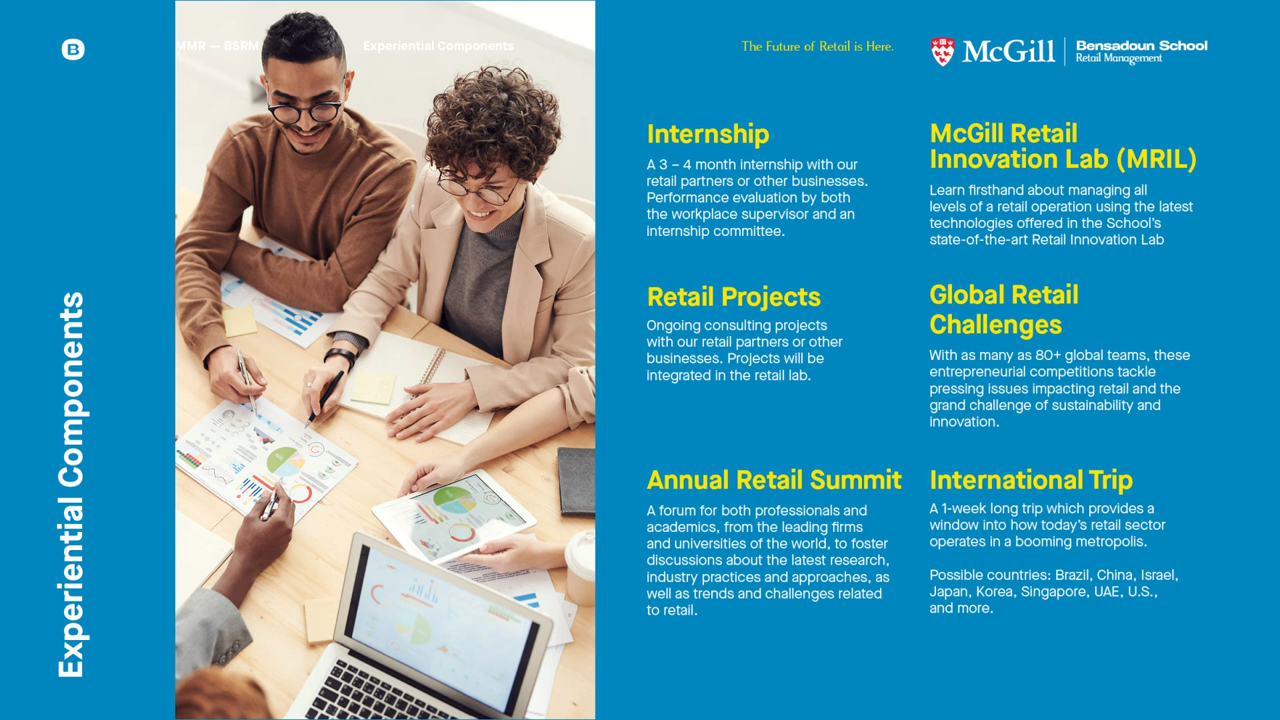 B
MMR — BSRM
Experiential Components
The Future of Retail is Here.
McGill
Bensadoun School
Retail Management
Experiential Components
Internship
A 3 – 4 month internship with our
retail partners or other businesses.
Performance evaluation by both
the workplace supervisor and an
internship committee.
McGill Retail
Innovation Lab (MRIL)
Learn firsthand about managing all
levels of a retail operation using the latest
technologies offered in the School's
state-of-the-art Retail Innovation Lab
Retail Projects
Ongoing consulting projects
with our retail partners or other
businesses. Projects will be
integrated in the retail lab.
Global Retail
Challenges
With as many as 80+ global teams, these
entrepreneurial competitions tackle
pressing issues impacting retail and the
grand challenge of sustainability and
innovation.
Annual Retail Summit
A forum for both professionals and
academics, from the leading firms
and universities of the world, to foster
discussions about the latest research,
industry practices and approaches, as
well as trends and challenges related
to retail.
International Trip
A 1-week long trip which provides a
window into how today's retail sector
operates in a booming metropolis.
Possible countries: Brazil, China, Israel,
Japan, Korea, Singapore, UAE, U.S.,
and more.